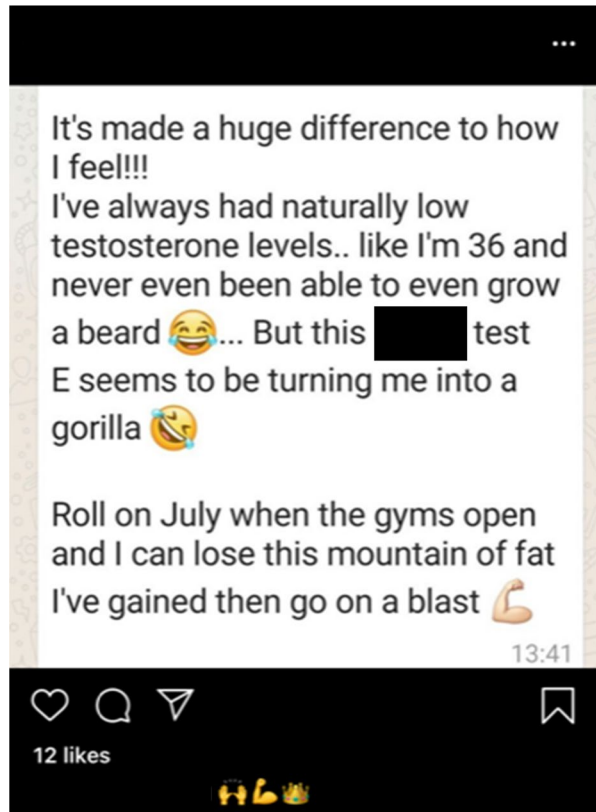 It's made a huge difference to how
I feel!!!
I've always had naturally low
testosterone levels.. like I'm 36 and
never even been able to even grow
a beard 😂... But this test
E seems to be turning me into a
gorilla 🤣
Roll on July when the gyms open
and I can lose this mountain of fat
I've gained then go on a blast 💪🏻
13:41
12 likes
🙌💪👑